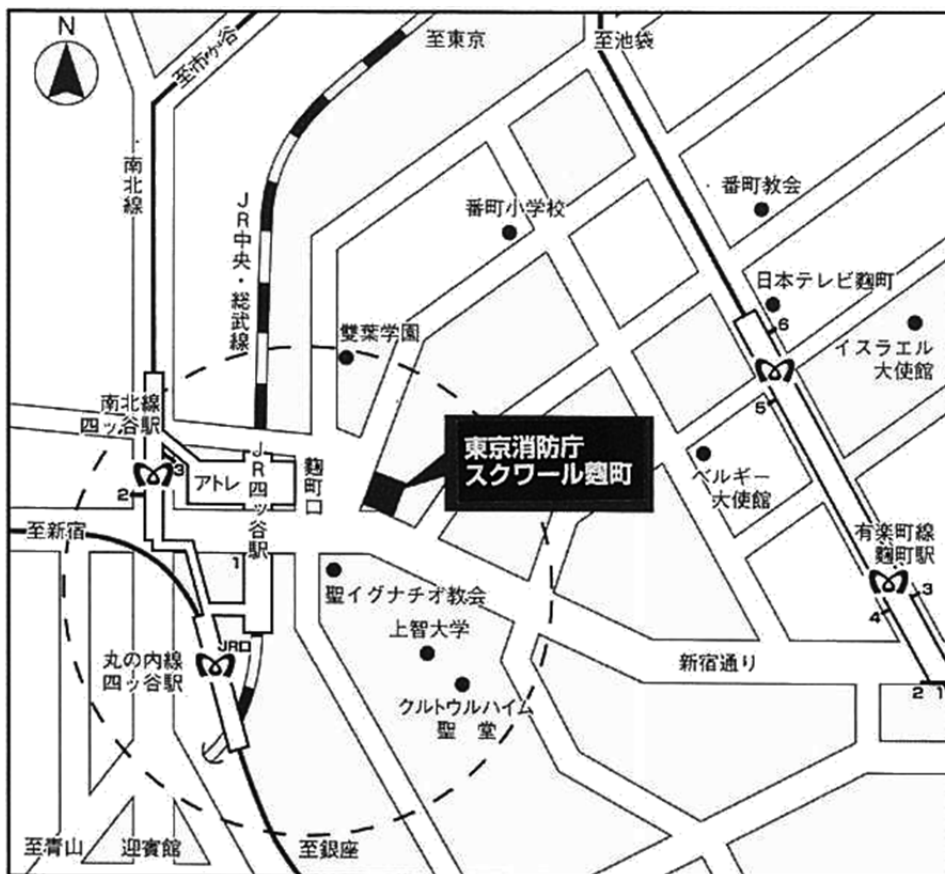 N
至市ケ谷
至東京
至池袋
南北線
JR中央・総武線
番町小学校
番町教会
日本テレビ麴町
6
イスラエル
大使館
雙葉学園
5
南北線
四ッ谷駅
3
2
アトレ
JR四ッ谷駅
麴町口
東京消防庁
スクワール麴町
ベルギー
大使館
至新宿
1
有楽町線
麴町駅
3
4
聖イグナチオ教会
上智大学
新宿通り
JR口
丸の内線
四ッ谷駅
クルトウルハイム
聖堂
2
1
至青山
迎賓館
至銀座